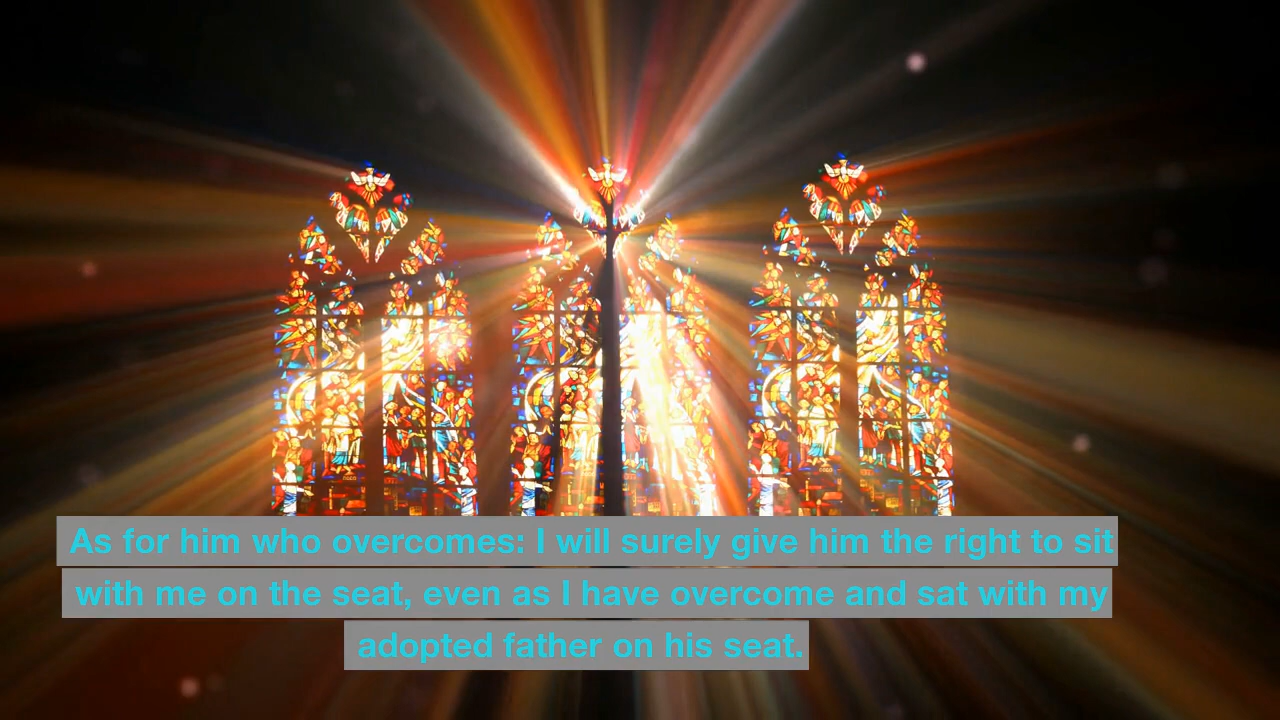 As for him who overcomes: I will surely give him the right to sit
with me on the seat, even as I have overcome and sat with my
adopted father on his seat.